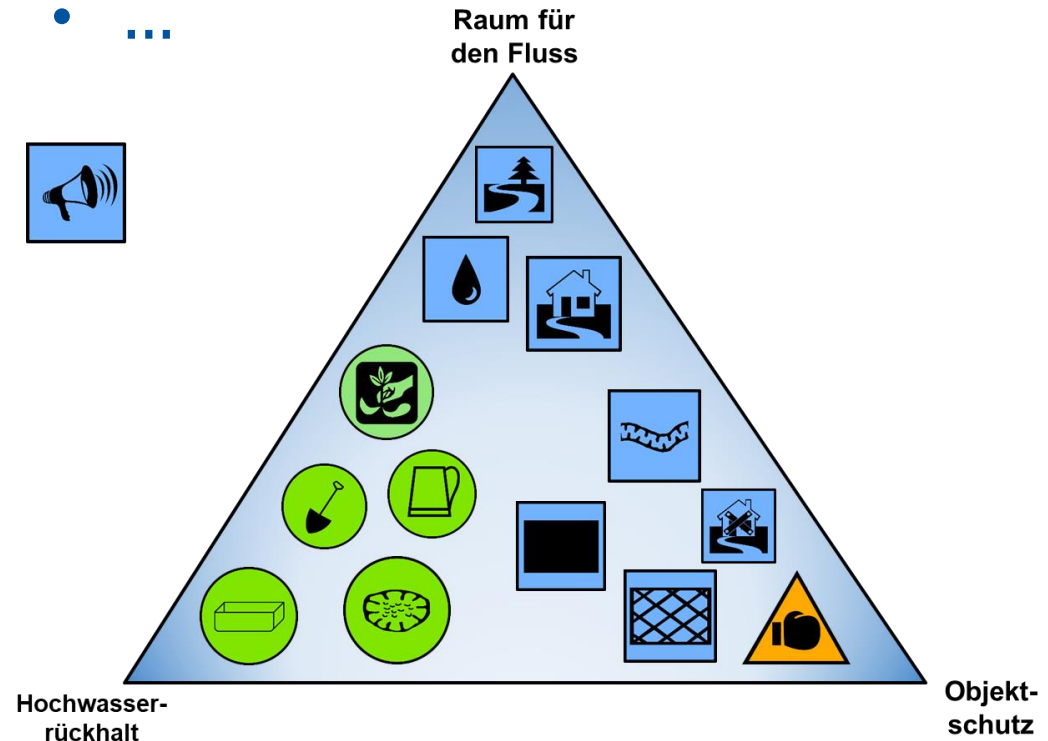 • ...
Raum für
den Fluss
Hochwasser-
rückhalt
Objekt-
schutz